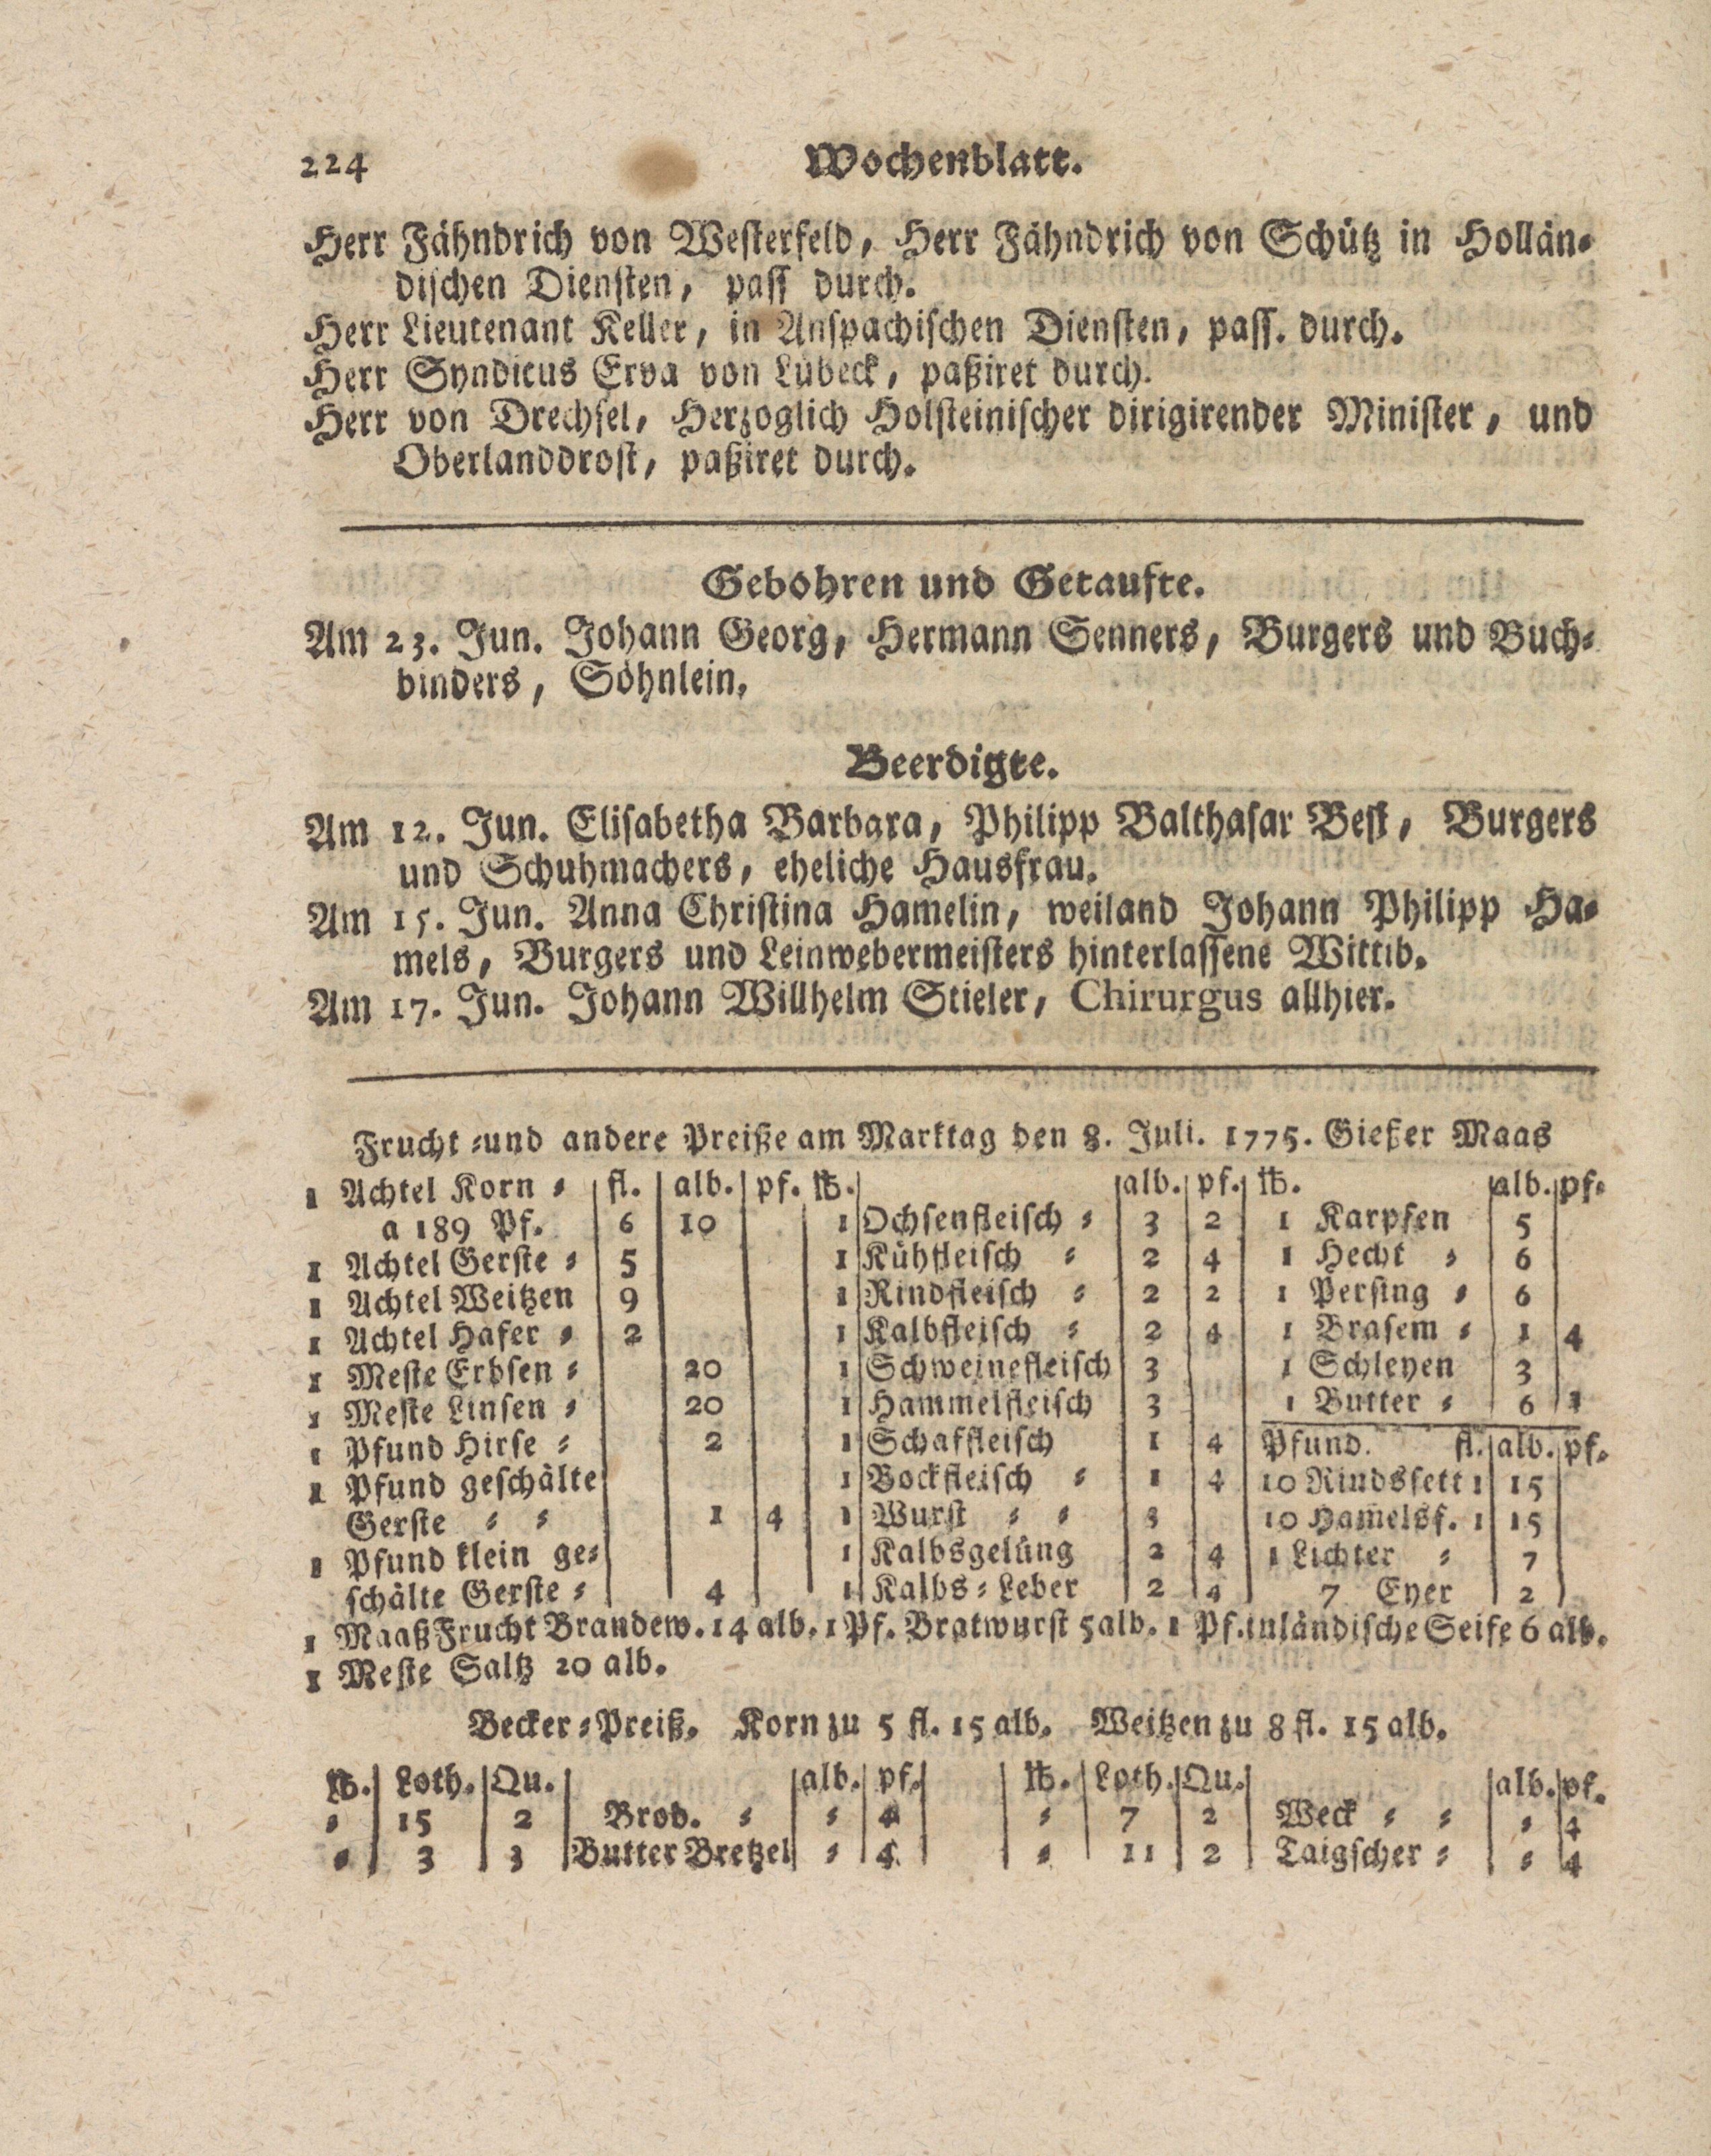 224 Wochenblatt.
Herr Fähndrich von Westerfeld, Herr Fähndrich von Schütz in Hollän-
dischen Diensten, pass durch.
Herr Lieutenant Keller, in Anspachischen Diensten, pass. durch.
Herr Syndicus Erva von Lübeck, paßiret durch.
Herr von Drechsel, Herzoglich Holsteinischer dirigirender Minister, und
Oberlanddrost, paßiret durch.
Gebohren und Getaufte.
Am 23. Jun. Johann Georg, Hermann Senners, Burgers und Buch-
binders, Söhnlein.
Beerdigte.
Am 12. Jun. Elisabetha Barbara, Philipp Balthasar Best, Burgers
und Schuhmachers, eheliche Hausfrau.
Am 15. Jun. Anna Christina Hamelin, weiland Johann Philipp Ha-
mels, Burgers und Leinwebermeisters hinterlassene Wittib.
Am 17. Jun. Johann Willhelm Stieler, Chirurgus allhier.
Frucht-und andere Preiße am Marktag den 8. Juli. 1775. Gießer Maas
1 Achtel Korn - fl. alb. pf. ℔. alb. pf. ℔. alb. pf.
a 189 Pf. 6 10 1 Ochsenfleisch - 3 2 1 Karpfen 5
1 Achtel Gerste - 5 1 Kühfleisch - 2 4 1 Hecht - 6
1 Achtel Weitzen 9 1 Rindfleisch - 2 2 1 Persing - 6
1 Achtel Hafer - 2 1 Kalbfleisch - 2 4 1 Brasem - 1 4
1 Meste Erbsen - 20 1 Schweinefleisch 3 1 Schleyen 3
1 Meste Linsen - 20 1 Hammelfleisch 3 1 Butter - 6 1
1 Pfund Hirse - 2 1 Schaffleisch 1 4 Pfund. fl. alb. pf.
1 Pfund geschälte 1 Bockfleisch - 1 4 10 Rindsfett 1 15
Gerste - - 1 4 1 Wurst - - 3 10 Hamelsf. 1 15
1 Pfund klein ge- 1 Kalbsgelüng 2 4 1 Lichter - 7
schälte Gerste - 4 1 Kalbs-Leber 2 4 7 Eyer 2
1 Maaß Frucht Brandew. 14 alb. 1 Pf. Bratwurst 5 alb. 1 Pf. inländische Seife 6 alb.
1 Meste Saltz 20 alb.
Becker-Preiß. Korn zu 5 fl. 15 alb. Weitzen zu 8 fl. 15 alb.
℔. Loth. Qu. alb. pf. ℔. Loth. Qu. alb. pf.
- 15 2 Brod. - - 4 - 7 2 Weck - - - 4
- 3 3 Butter Bretzel - 4 - 11 2 Taigscher - - 4